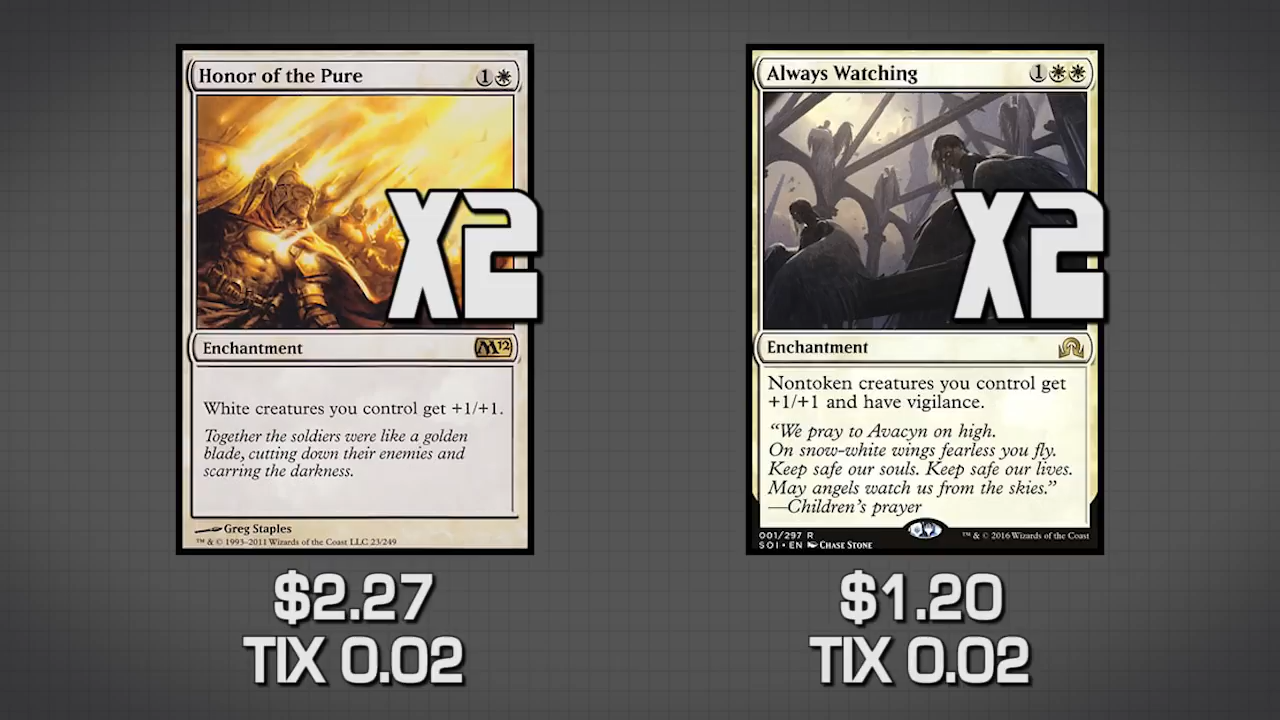 Honor of the Pure 1
X2
Enchantment M12
White creatures you control get +1/+1.
Together the soldiers were like a golden
blade, cutting down their enemies and
scarring the darkness.
Greg Staples
™ & © 1993–2011 Wizards of the Coast LLC 23/249
$2.27
TIX 0.02
Always Watching 1
X2
Enchantment
Nontoken creatures you control get
+1/+1 and have vigilance.
“We pray to Avacyn on high.
On snow-white wings fearless you fly.
Keep safe our souls. Keep safe our lives.
May angels watch us from the skies.”
—Children’s prayer
001/297 R
SOI • EN Chase Stone
™ & © 2016 Wizards of the Coast
$1.20
TIX 0.02